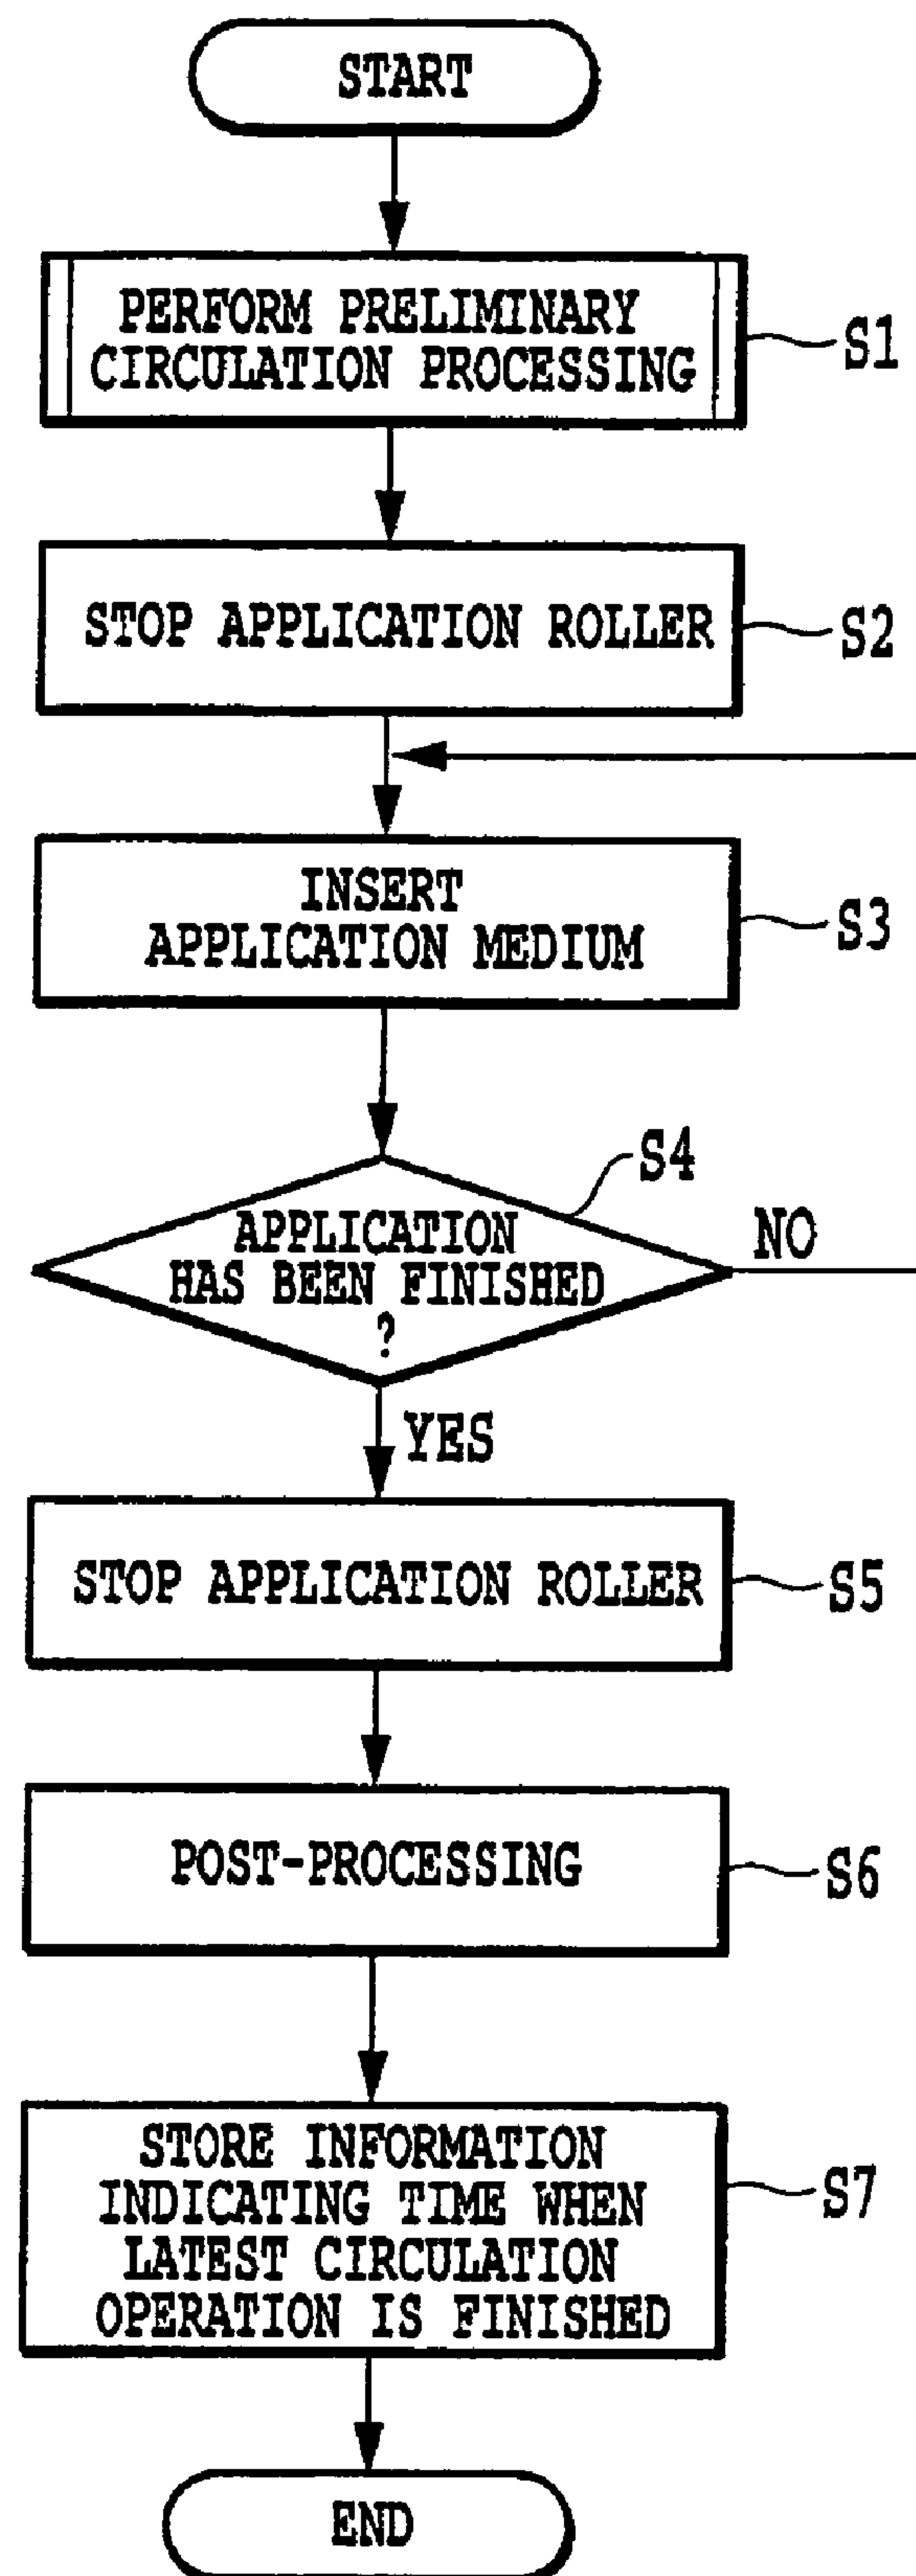 START
PERFORM PRELIMINARY
CIRCULATION PROCESSING
S1
STOP APPLICATION ROLLER
S2
INSERT
APPLICATION MEDIUM
S3
S4
APPLICATION
HAS BEEN FINISHED
?
NO
YES
STOP APPLICATION ROLLER
S5
POST-PROCESSING
S6
STORE INFORMATION
INDICATING TIME WHEN
LATEST CIRCULATION
OPERATION IS FINISHED
S7
END